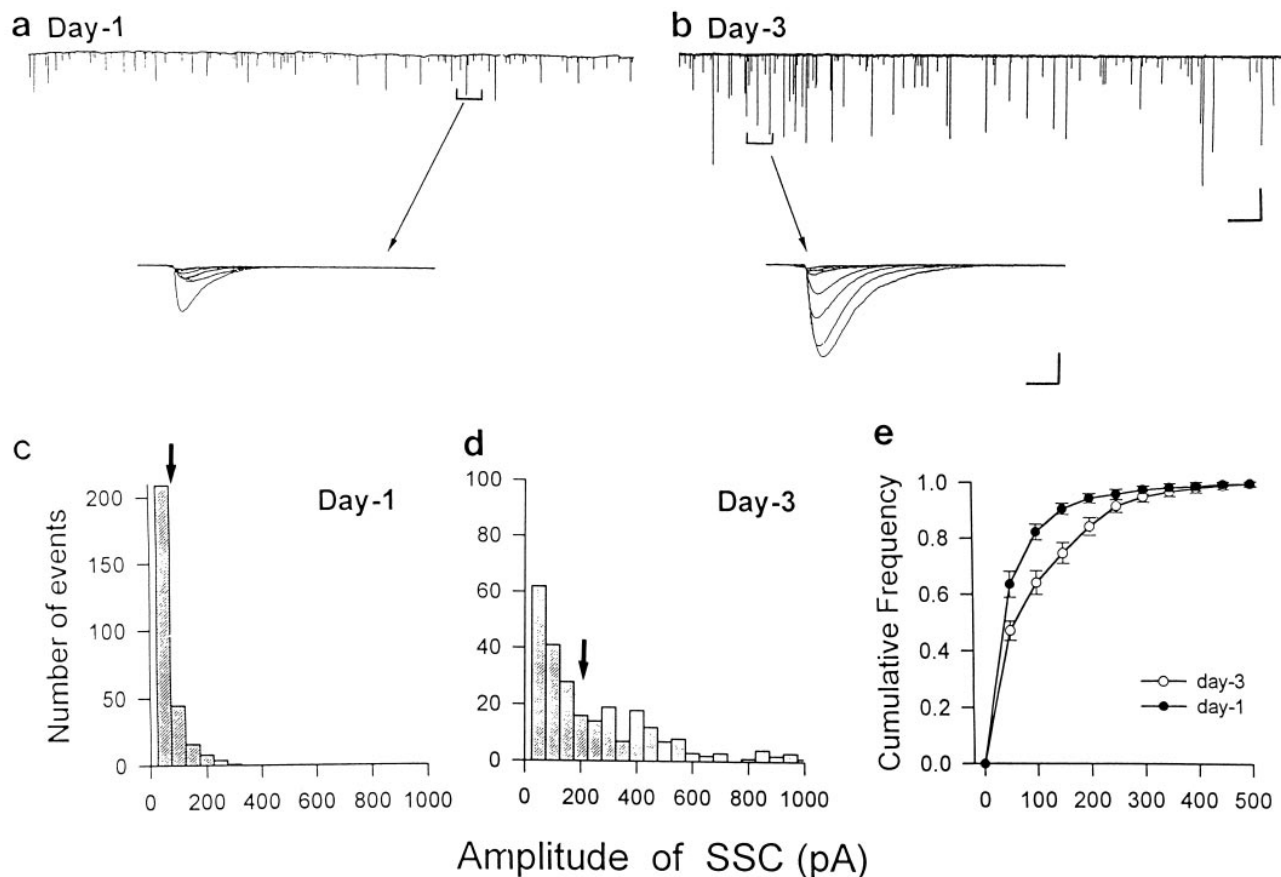 a Day-1
b Day-3
c
Day-1
Number of events
200
150
100
50
0
0 200 400 600 800 1000
d
Day-3
100
80
60
40
20
0
0 200 400 600 800 1000
e
Cumulative Frequency
1.0
0.8
0.6
0.4
0.2
0.0
day-3
day-1
0 100 200 300 400 500
Amplitude of SSC (pA)